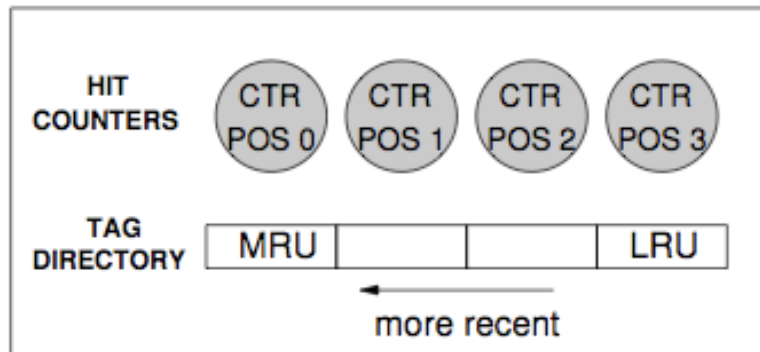 HIT
COUNTERS
CTR
POS 0
CTR
POS 1
CTR
POS 2
CTR
POS 3
TAG
DIRECTORY
MRU
LRU
more recent